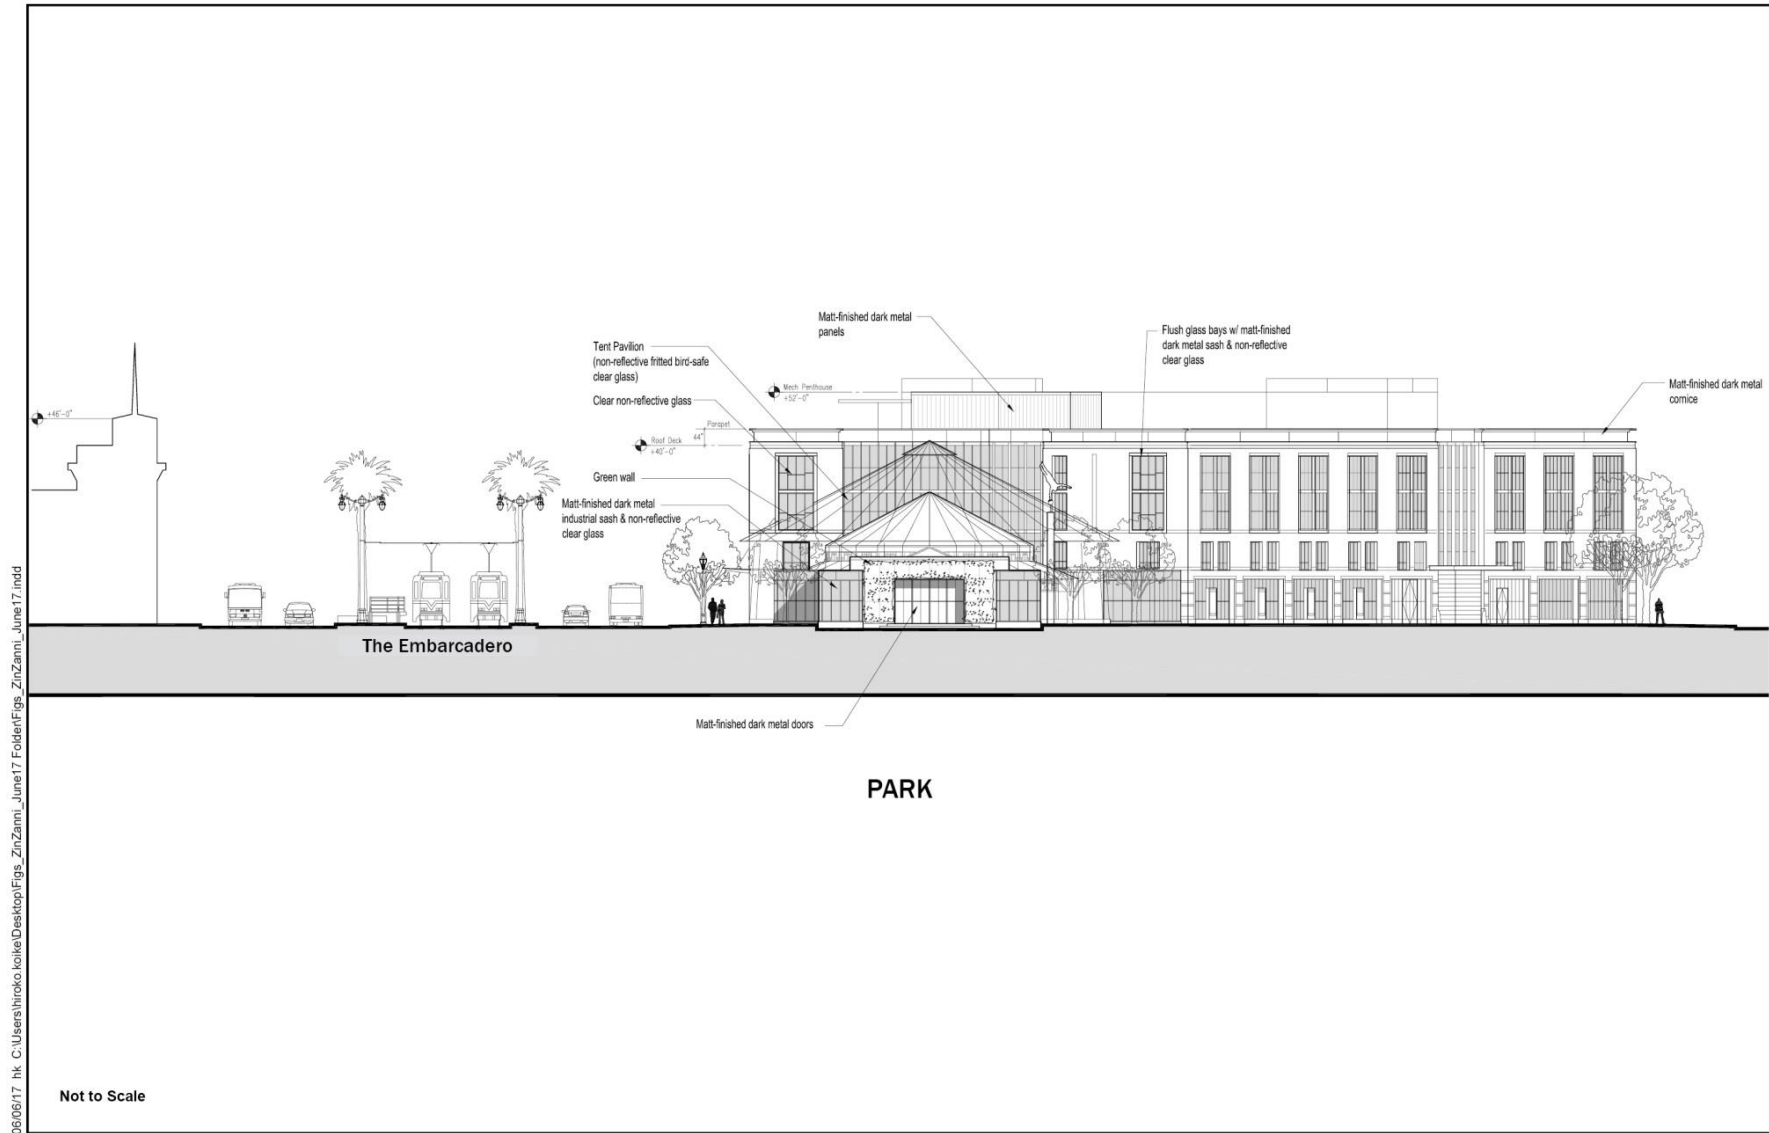 Matt-finished dark metal
panels
Flush glass bays w/ matt-finished
dark metal sash & non-reflective
clear glass
Tent Pavilion
(non-reflective fritted bird-safe
clear glass)
Mech Penthouse
+52'-0"
Matt-finished dark metal
cornice
Clear non-reflective glass
+46'-0"
Parapet
44"
Roof Deck
+40'-0"
Green wall
Matt-finished dark metal
industrial sash & non-reflective
clear glass
The Embarcadero
Matt-finished dark metal doors
PARK
Not to Scale
06/06/17 hk C:\Users\hiroko.koike\Desktop\Figs_ZinZanni_June17 Folder\Figs_ZinZanni_June17.indd